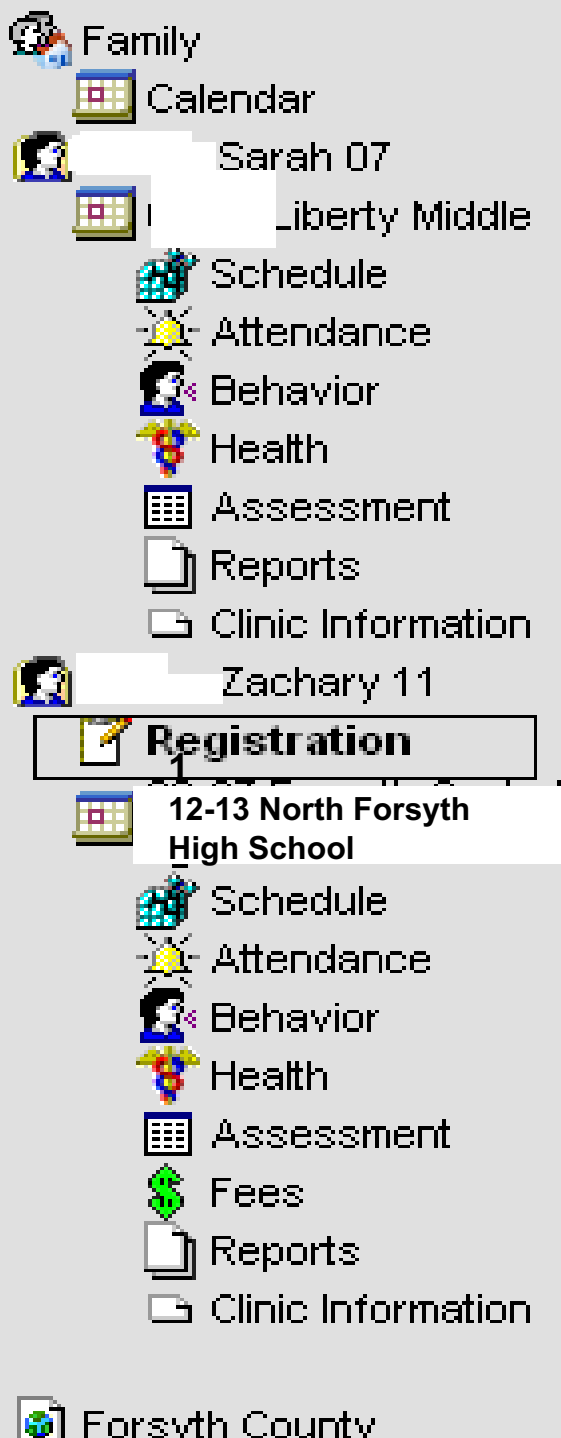 Family
Calendar
Sarah 07
Liberty Middle
Schedule
Attendance
Behavior
Health
Assessment
Reports
Clinic Information
Zachary 11
Registration
1
12-13 North Forsyth
High School
Schedule
Attendance
Behavior
Health
Assessment
Fees
Reports
Clinic Information
Forsyth County